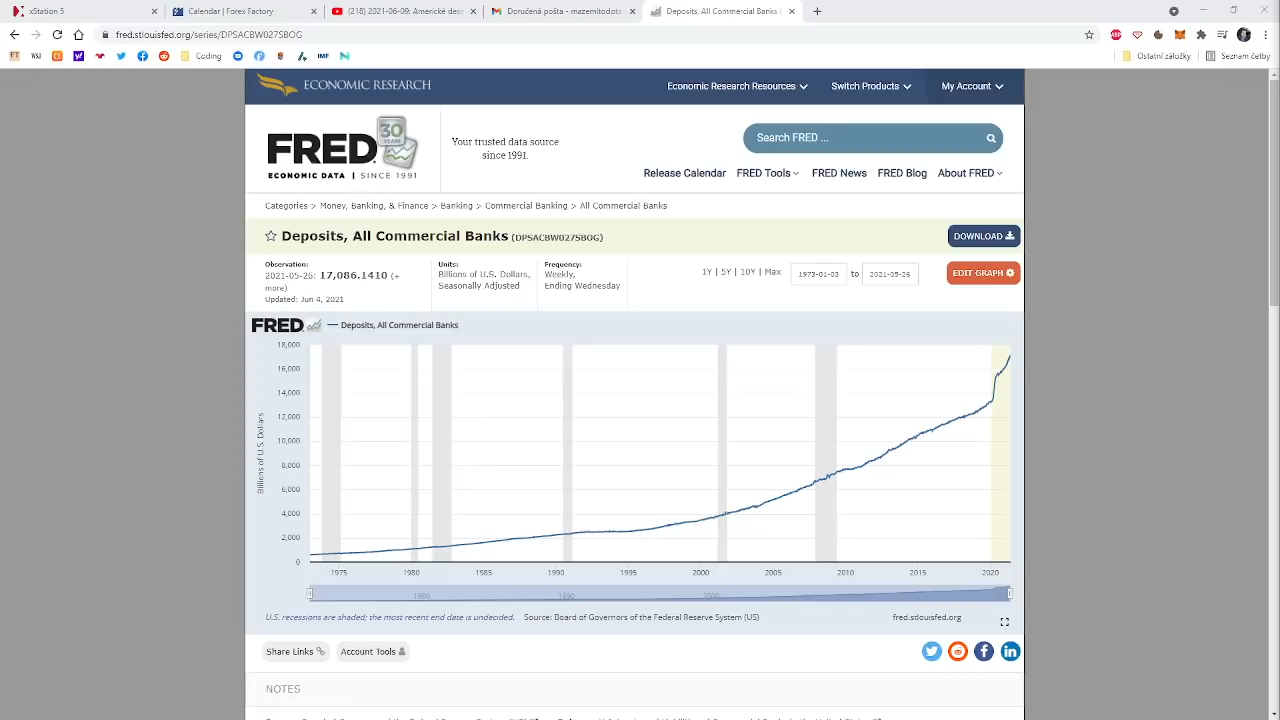 xStation 5
Calendar | Forex Factory
(218) 2021-06-09: Americké des
Doručená pošta - mazemitodota
Deposits, All Commercial Banks |
fred.stlouisfed.org/series/DPSACBW027SBOG
WSJ
Coding
IMF
Ostatní záložky
Seznam četby
ECONOMIC RESEARCH
Economic Research Resources
Switch Products
My Account
FRED
30 YEARS
ECONOMIC DATA | SINCE 1991
Your trusted data source
since 1991.
Search FRED ...
Release Calendar
FRED Tools
FRED News
FRED Blog
About FRED
Categories > Money, Banking, & Finance > Banking > Commercial Banking > All Commercial Banks
Deposits, All Commercial Banks (DPSACBW027SBOG)
DOWNLOAD
Observation:
2021-05-26: 17,086.1410 (+
more)
Updated: Jun 4, 2021
Units:
Billions of U.S. Dollars,
Seasonally Adjusted
Frequency:
Weekly,
Ending Wednesday
1Y | 5Y | 10Y | Max
1973-01-03 to 2021-05-26
EDIT GRAPH
FRED
Deposits, All Commercial Banks
Billions of U.S. Dollars
18,000
16,000
14,000
12,000
10,000
8,000
6,000
4,000
2,000
0
1975 1980 1985 1990 1995 2000 2005 2010 2015 2020
1980 1990 2000
U.S. recessions are shaded; the most recent end date is undecided.
Source: Board of Governors of the Federal Reserve System (US)
fred.stlouisfed.org
Share Links
Account Tools
NOTES